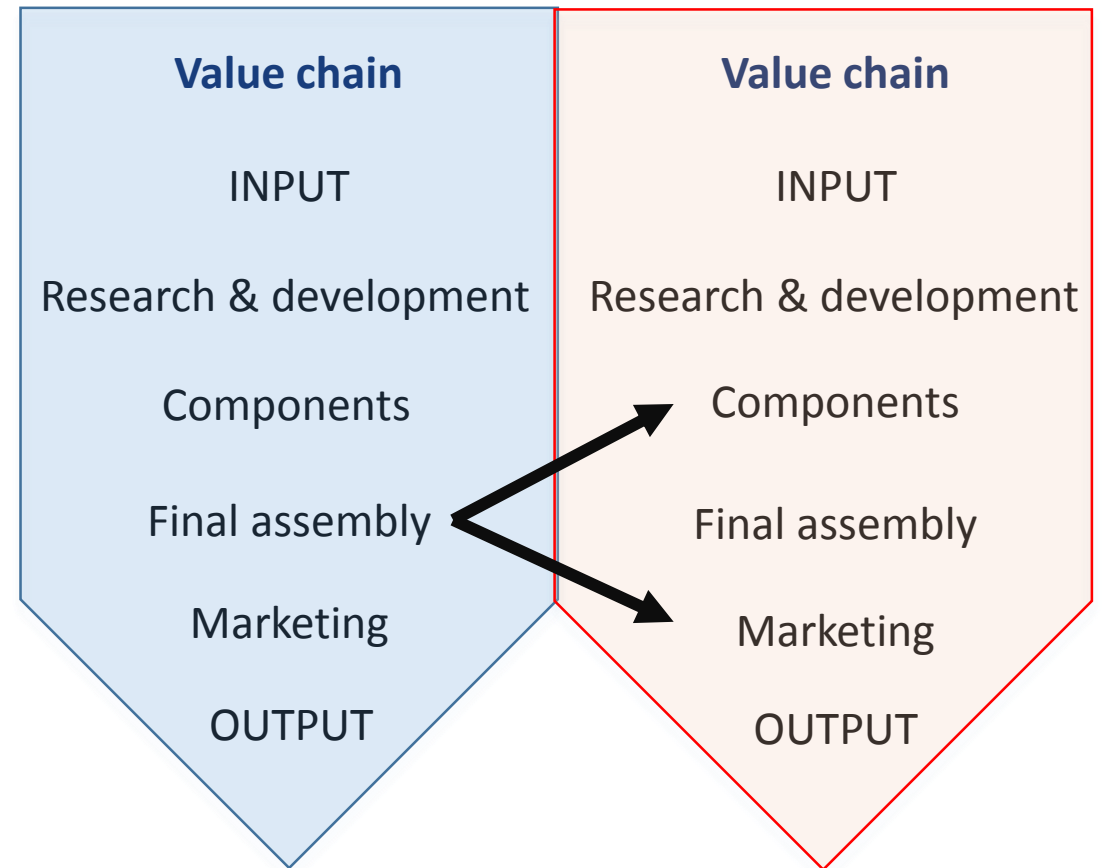 Value chain
INPUT
Research & development
Components
Final assembly
Marketing
OUTPUT
Value chain
INPUT
Research & development
Components
Final assembly
Marketing
OUTPUT